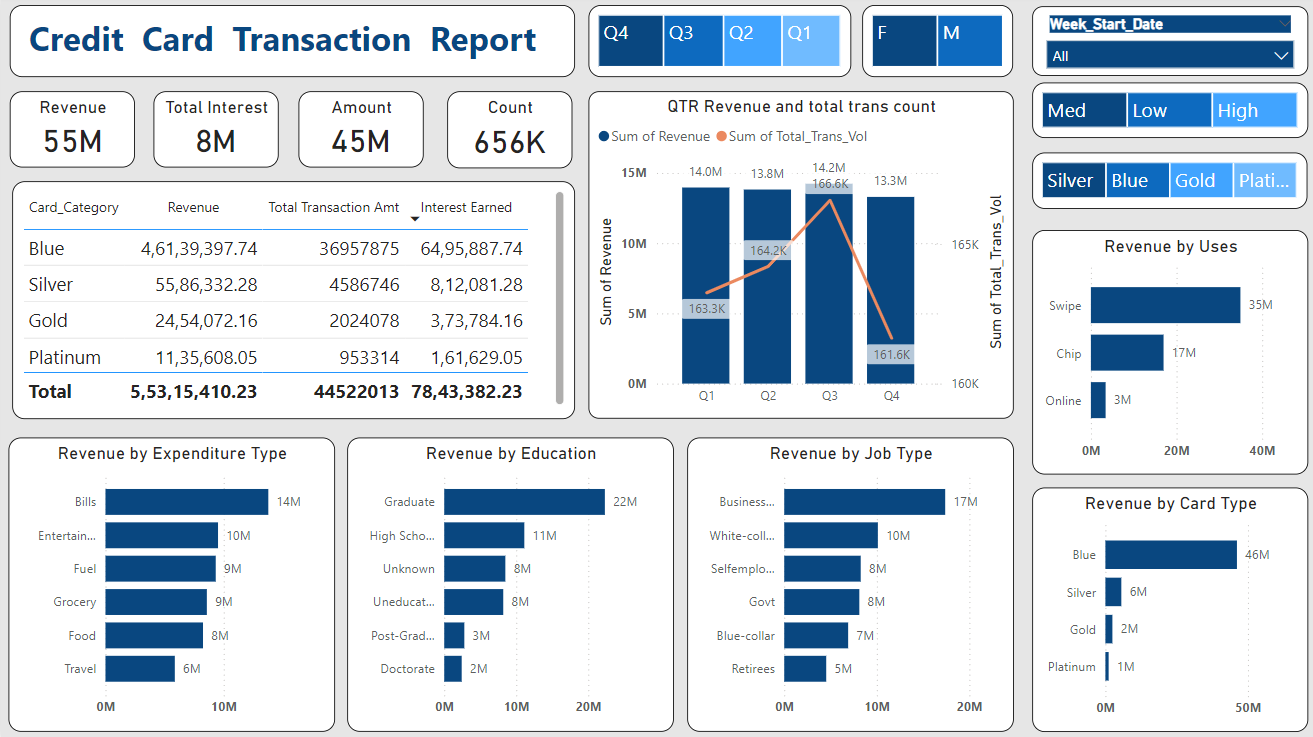 Credit Card Transaction Report
Q4 Q3 Q2 Q1
F M
Week_Start_Date
All
Med Low High
Silver Blue Gold Plati...
Revenue
55M
Total Interest
8M
Amount
45M
Count
656K
Card_Category Revenue Total Transaction Amt Interest Earned
Blue 4,61,39,397.74 36957875 64,95,887.74
Silver 55,86,332.28 4586746 8,12,081.28
Gold 24,54,072.16 2024078 3,73,784.16
Platinum 11,35,608.05 953314 1,61,629.05
Total 5,53,15,410.23 44522013 78,43,382.23
QTR Revenue and total trans count
Sum of Revenue Sum of Total_Trans_Vol
Sum of Revenue
15M
10M
5M
0M
14.0M 13.8M 14.2M 13.3M
163.3K 164.2K 166.6K 161.6K
Q1 Q2 Q3 Q4
165K
160K
Sum of Total_Trans_Vol
Revenue by Uses
Swipe 35M
Chip 17M
Online 3M
0M 20M 40M
Revenue by Expenditure Type
Bills 14M
Entertain... 10M
Fuel 9M
Grocery 9M
Food 8M
Travel 6M
0M 10M
Revenue by Education
Graduate 22M
High Scho... 11M
Unknown 8M
Uneducat... 8M
Post-Grad... 3M
Doctorate 2M
0M 10M 20M
Revenue by Job Type
Business... 17M
White-coll... 10M
Selfemplo... 8M
Govt 8M
Blue-collar 7M
Retirees 5M
0M 10M 20M
Revenue by Card Type
Blue 46M
Silver 6M
Gold 2M
Platinum 1M
0M 50M